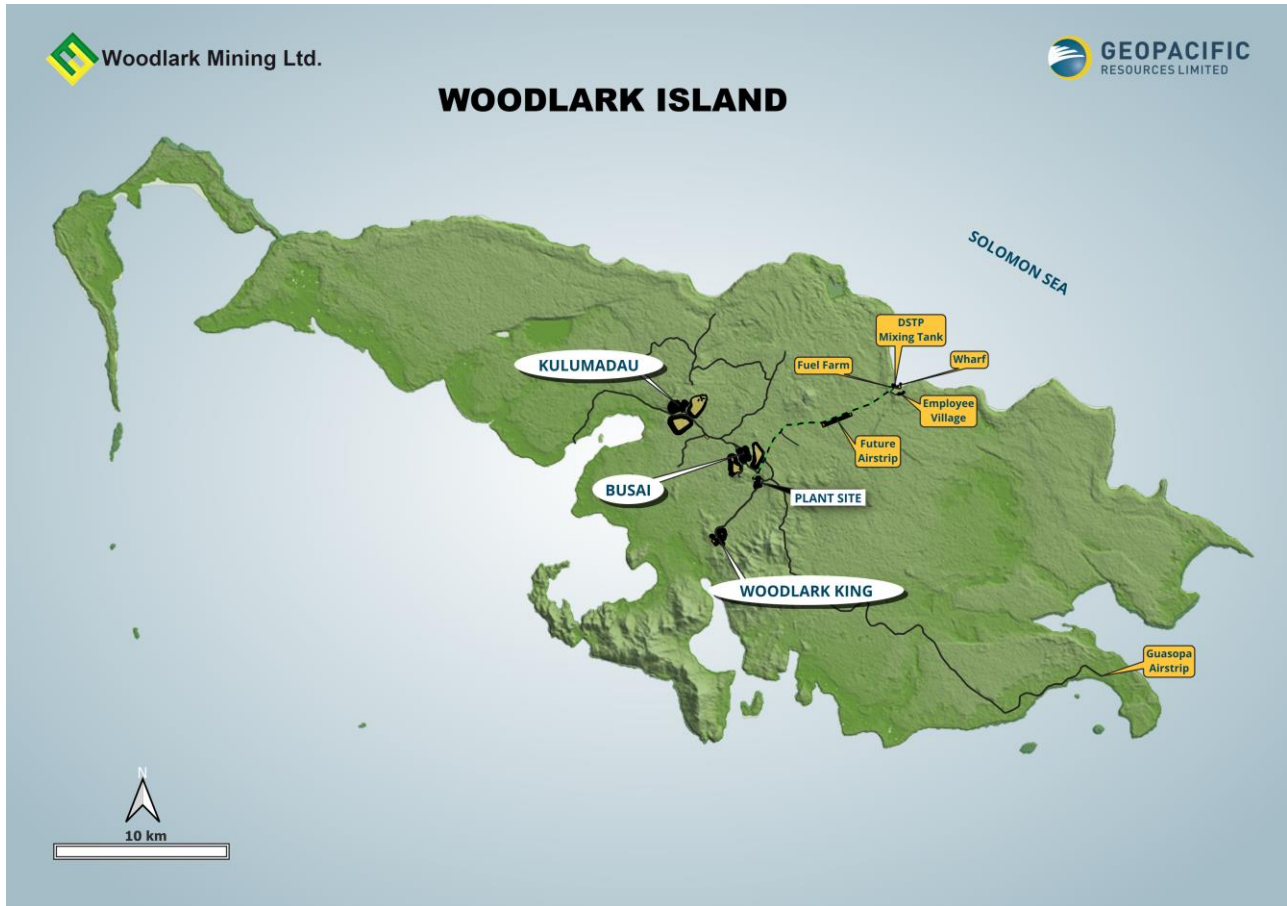 Woodlark Mining Ltd.
GEOPACIFIC
RESOURCES LIMITED
WOODLARK ISLAND
SOLOMON SEA
DSTP
Mixing Tank
Wharf
Fuel Farm
KULUMADAU
Employee
Village
Future
Airstrip
BUSAI
PLANT SITE
WOODLARK KING
Guasopa
Airstrip
N
10 km